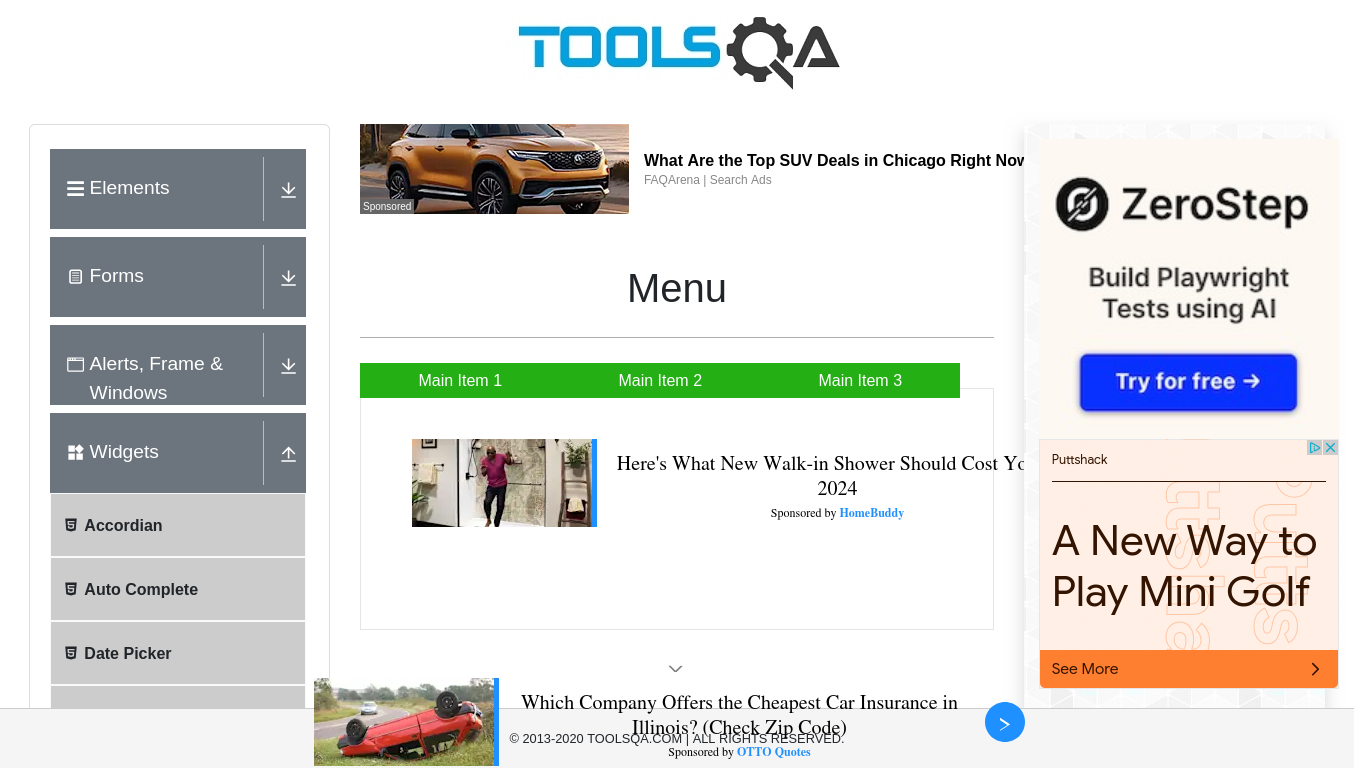 TOOLSQA
Elements
Forms
Alerts, Frame &
Windows
Widgets
Accordian
Auto Complete
Date Picker
Sponsored
What Are the Top SUV Deals in Chicago Right Now
FAQArena | Search Ads
Menu
Main Item 1
Main Item 2
Main Item 3
Here's What New Walk-in Shower Should Cost Yo
2024
Sponsored by HomeBuddy
Which Company Offers the Cheapest Car Insurance in
Illinois? (Check Zip Code)
Sponsored by OTTO Quotes
© 2013-2020 TOOLSQA.COM | ALL RIGHTS RESERVED.
ZeroStep
Build Playwright
Tests using AI
Try for free →
Puttshack
A New Way to
Play Mini Golf
See More